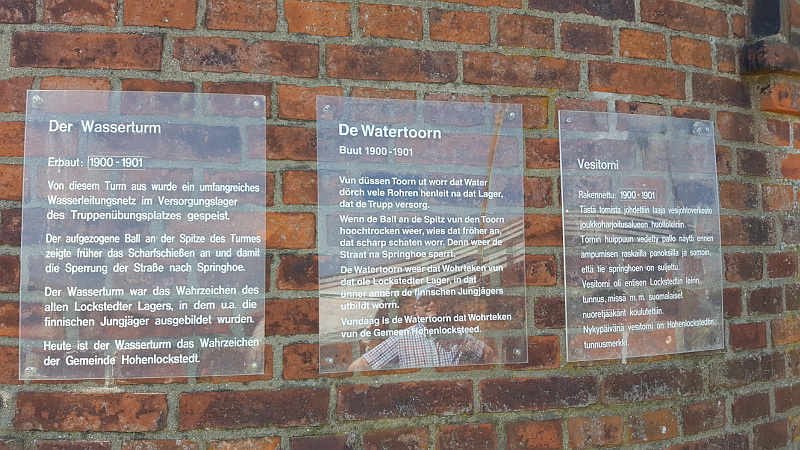 Der Wasserturm
Erbaut: 1900-1901
Von diesem Turm aus wurde ein umfangreiches
Wasserleitungsnetz im Versorgungslager
des Truppenübungsplatzes gespeist.
Der aufgezogene Ball an der Spitze des Turmes
zeigte früher das Scharfschießen an und damit
die Sperrung der Straße nach Springhoe.
Der Wasserturm war das Wahrzeichen des
alten Lockstedter Lagers, in dem u.a. die
finnischen Jungjäger ausgebildet wurden.
Heute ist der Wasserturm das Wahrzeichen
der Gemeinde Hohenlockstedt.
De Watertoorn
Buut 1900-1901
Vun düssen Toorn ut worr dat Water
dörch vele Rohren henleit na dat Lager,
dat de Trupp versorg.
Wenn de Ball an de Spitz vun den Toorn
hoochtrocken weer, wies dat fröher an,
dat scharp schaten worr. Denn weer de
Straat na Springhoe sparrt.
De Watertoorn weer dat Wohrteken vun
dat ole Lockstedter Lager, in dat
ünner annern de finnschen Jungjägers
utbildt worrn.
Vundaag is de Watertoorn dat Wohrteken
vun de Gemeen Hohenlocksteed.
Vesitorni
Rakennettu: 1900-1901
Tästä tornista johdettiin laaja vesijohtoverkosto
joukkoharjoitusalueen huoltoleiriin.
Tornin huippuun vedetty pallo näytti ennen
ampumisen raskailla panoksilla ja samoin,
että tie springhoen on suljettu.
Vesitorni oli entisen Lockstedtin leirin
tunnus, missä m.m. suomalaiset
nuoretjääkärit koulutettiin.
Nykypäivänä vesitorni on Hohenlockstedtin
tunnusmerkki.